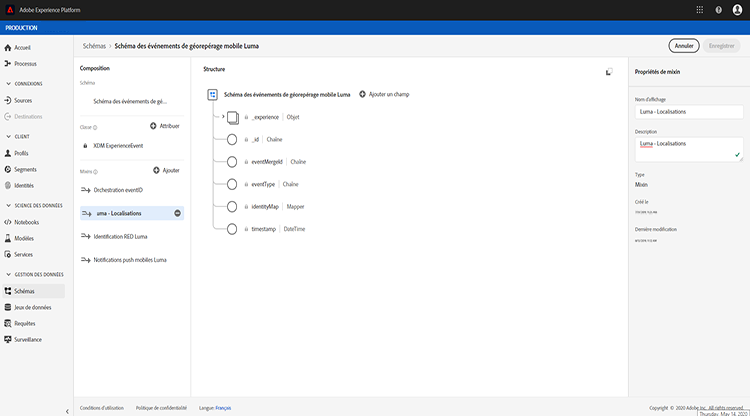 Adobe Experience Platform
PRODUCTION
Accueil
Processus
CONNEXIONS
Sources
Destinations
CLIENT
Profils
Segments
Identités
SCIENCE DES DONNÉES
Notebooks
Modèles
Services
GESTION DES DONNÉES
Schémas
Jeux de données
Requêtes
Surveillance
Schémas > Schéma des événements de géorepérage mobile Luma
Annuler
Enregistrer
Composition
Schéma
Schéma des événements de gé...
Classe
Attribuer
XDM ExperienceEvent
Mixins
Ajouter
Orchestration eventID
uma - Localisations
Identification RED Luma
Notifications push mobiles Luma
Structure
Schéma des événements de géorepérage mobile Luma
Ajouter un champ
_experience | Objet
_id | Chaîne
eventMergeId | Chaîne
eventType | Chaîne
identityMap | Mapper
timestamp | DateTime
Propriétés de mixin
Nom d'affichage
Luma - Localisations
Description
Luma - Localisations
Type
Mixin
Créé le
Dernière modification
Conditions d'utilisation
Politique de confidentialité
Langue: Français
Copyright © 2020 Adobe Inc. All rights reserved.
Thursday, May 14, 2020